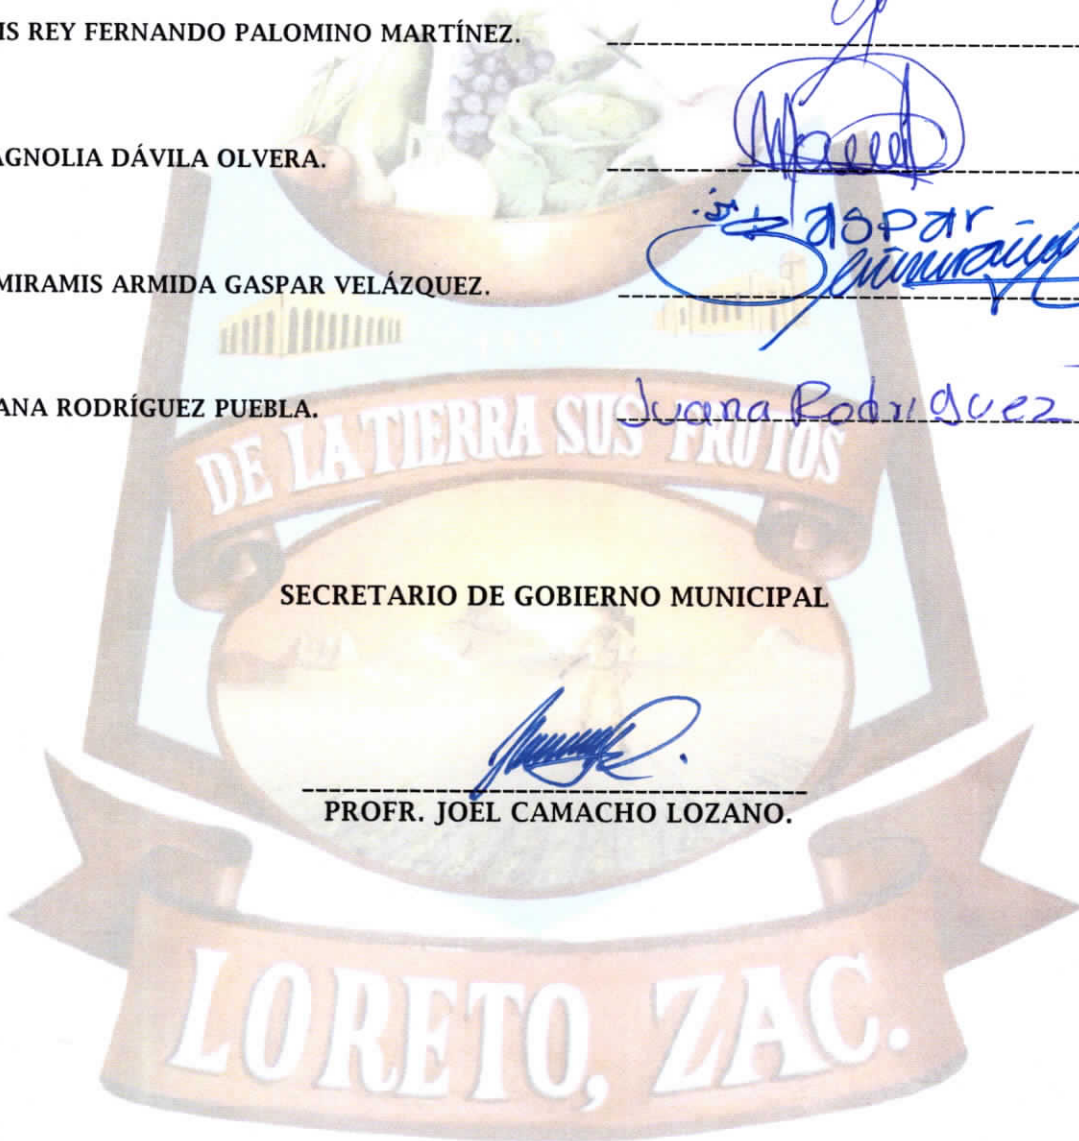 IS REY FERNANDO PALOMINO MARTÍNEZ.
AGNOLIA DÁVILA OLVERA.
Gaspar
MIRAMIS ARMIDA GASPAR VELÁZQUEZ.
ANA RODRÍGUEZ PUEBLA.
Juana Rodriguez
DE LA TIERRA SUS FRUTOS
SECRETARIO DE GOBIERNO MUNICIPAL
PROFR. JOEL CAMACHO LOZANO.
LORETO, ZAC.